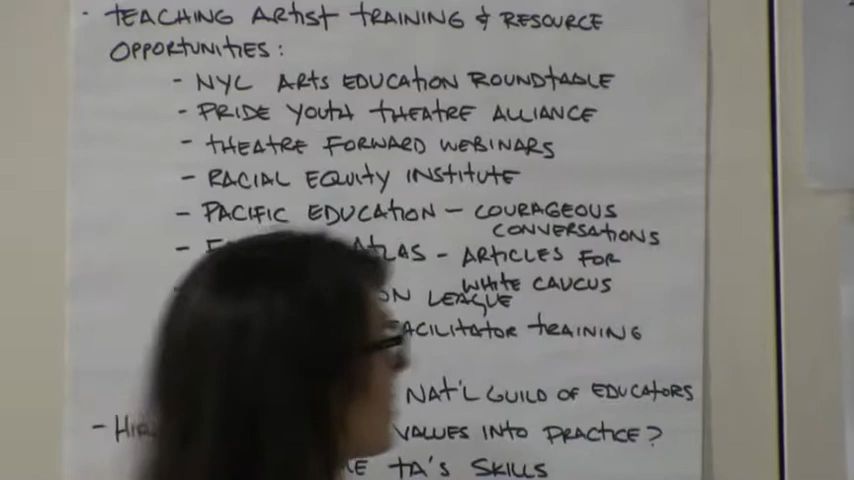 · TEACHING ARTIST TRAINING & RESOURCE
OPPORTUNITIES:
- NYC ARTS EDUCATION ROUNDTABLE
- PRIDE YOUTH THEATRE ALLIANCE
- THEATRE FORWARD WEBINARS
- RACIAL EQUITY INSTITUTE
- PACIFIC EDUCATION - COURAGEOUS
CONVERSATIONS
- ATLAS - ARTICLES FOR
WHITE CAUCUS
LEAGUE
FACILITATOR TRAINING
NAT'L GUILD OF EDUCATORS
- VALUES INTO PRACTICE?
TA'S SKILLS